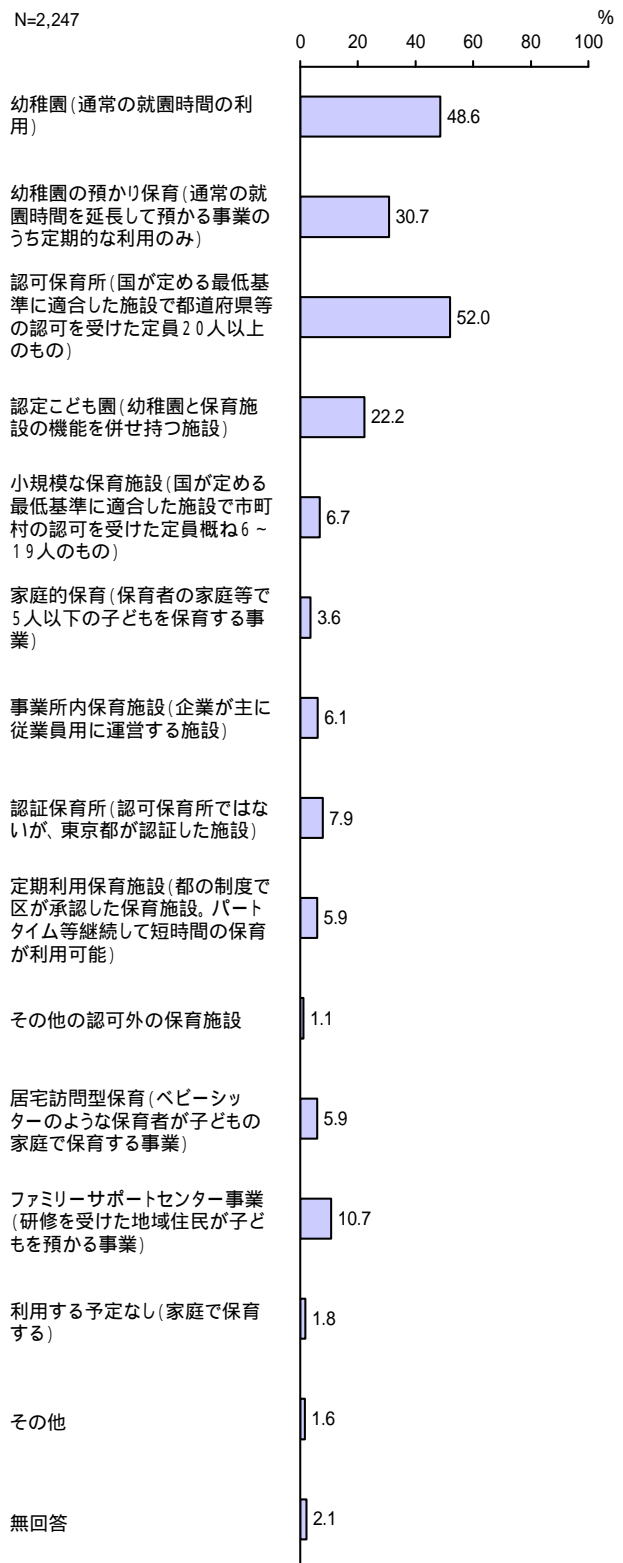 N=2,247
%
0 20 40 60 80 100
幼稚園(通常の就園時間の利
用)
48.6
幼稚園の預かり保育(通常の就
園時間を延長して預かる事業の
うち定期的な利用のみ)
30.7
認可保育所(国が定める最低基
準に適合した施設で都道府県等
の認可を受けた定員20人以上
のもの)
52.0
認定こども園(幼稚園と保育施
設の機能を併せ持つ施設)
22.2
小規模な保育施設(国が定める
最低基準に適合した施設で市町
村の認可を受けた定員概ね6~
19人のもの)
6.7
家庭的保育(保育者の家庭等で
5人以下の子どもを保育する事
業)
3.6
事業所内保育施設(企業が主に
従業員用に運営する施設)
6.1
認証保育所(認可保育所ではな
いが、東京都が認証した施設)
7.9
定期利用保育施設(都の制度で
区が承認した保育施設。パート
タイム等継続して短時間の保育
が利用可能)
5.9
その他の認可外の保育施設
1.1
居宅訪問型保育(ベビーシッ
ターのような保育者が子どもの
家庭で保育する事業)
5.9
ファミリーサポートセンター事業
(研修を受けた地域住民が子ど
もを預かる事業)
10.7
利用する予定なし(家庭で保育
する)
1.8
その他
1.6
無回答
2.1